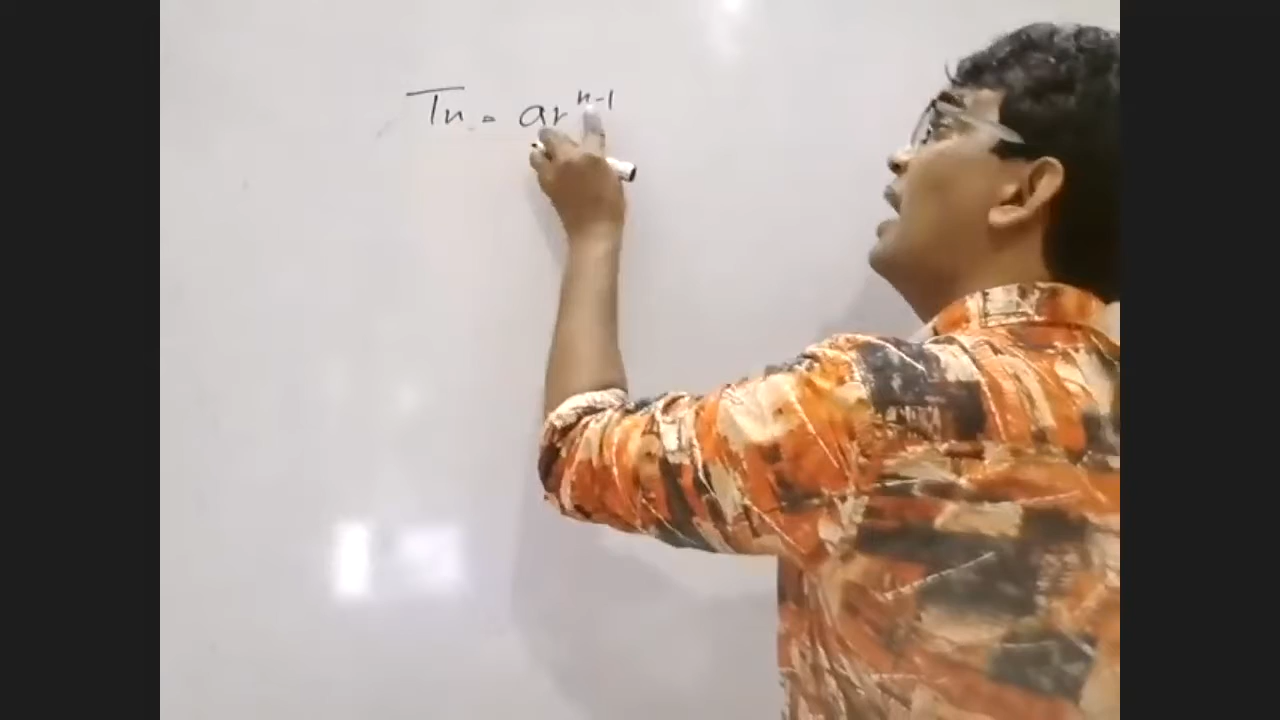 Tn = ar^{n-1}